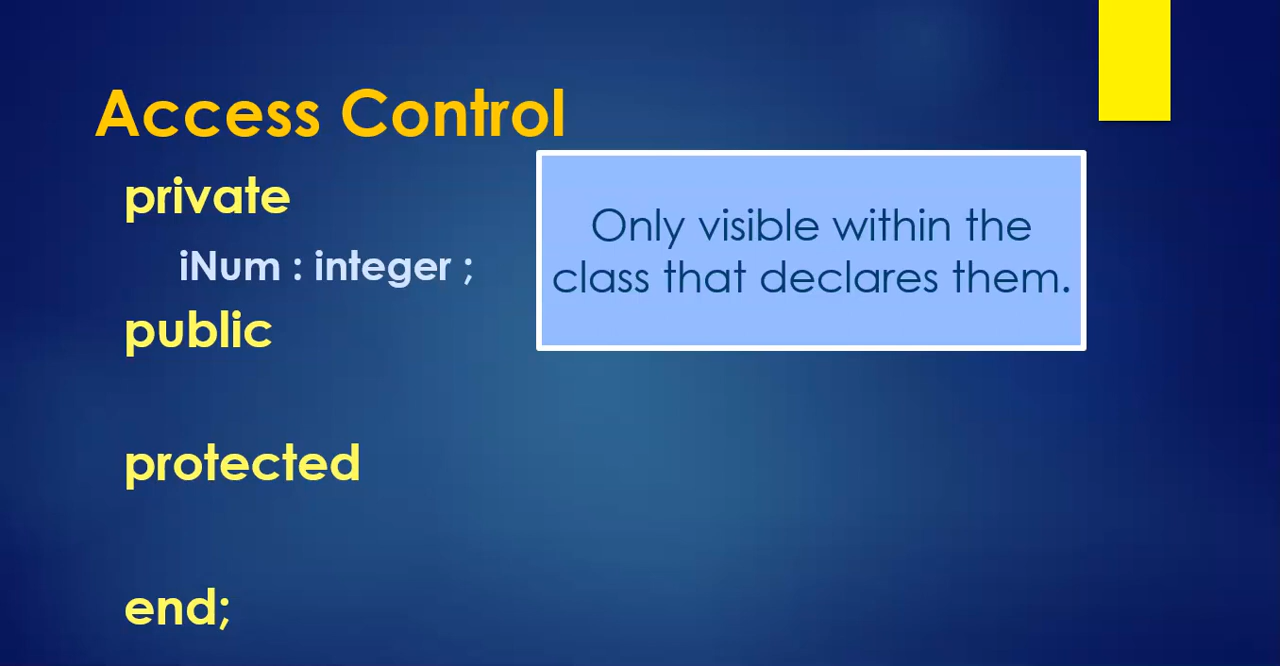 Access Control
private
iNum : integer ;
Only visible within the
class that declares them.
public
protected
end;